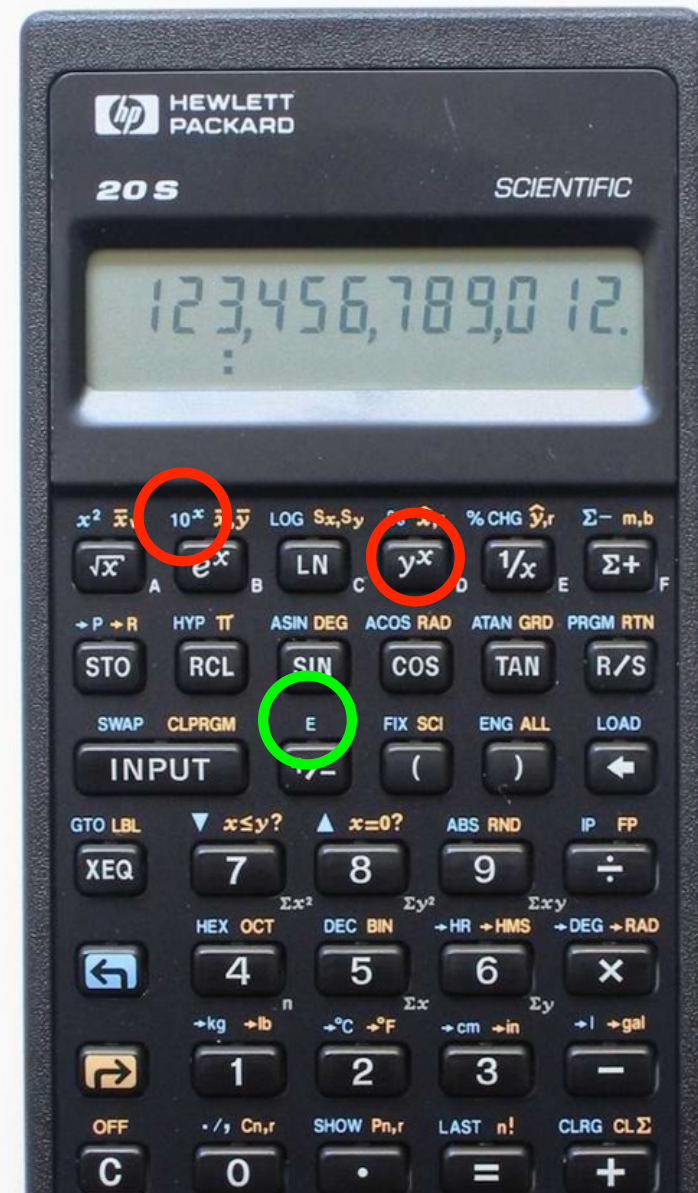 hp HEWLETT
PACKARD
20 S SCIENTIFIC
123,456,789,012.
x² x̄ 10ˣ x̄,ȳ LOG Sx,Sy % x̂, %CHG ŷ,r Σ− m,b
√x A eˣ B LN C yˣ D 1/x E Σ+ F
→P →R HYP π ASIN DEG ACOS RAD ATAN GRD PRGM RTN
STO RCL SIN COS TAN R/S
SWAP CLPRGM E FIX SCI ENG ALL LOAD
INPUT +/− ( ) ←
GTO LBL ▼ x≤y? ▲ x=0? ABS RND IP FP
XEQ 7 8 9 ÷
Σx² Σy² Σxy
HEX OCT DEC BIN →HR →HMS →DEG →RAD
4 5 6 ×
n Σx Σy
→kg →lb →°C →°F →cm →in →l →gal
1 2 3 −
OFF ·/, Cn,r SHOW Pn,r LAST n! CLRG CLΣ
C 0 · = +